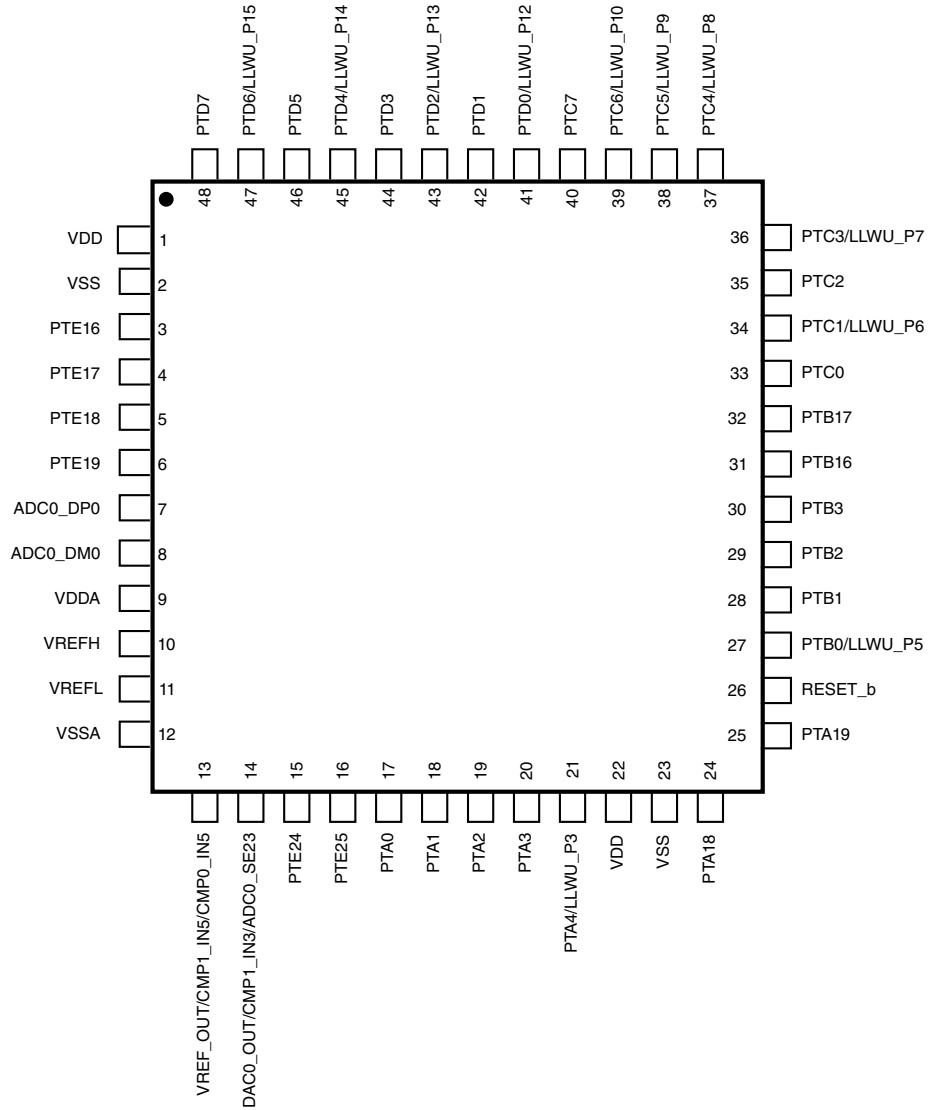 PTD7
PTD6/LLWU_P15
PTD5
PTD4/LLWU_P14
PTD3
PTD2/LLWU_P13
PTD1
PTD0/LLWU_P12
PTC7
PTC6/LLWU_P10
PTC5/LLWU_P9
PTC4/LLWU_P8
48
47
46
45
44
43
42
41
40
39
38
37
VDD 1
VSS 2
PTE16 3
PTE17 4
PTE18 5
PTE19 6
ADC0_DP0 7
ADC0_DM0 8
VDDA 9
VREFH 10
VREFL 11
VSSA 12
36 PTC3/LLWU_P7
35 PTC2
34 PTC1/LLWU_P6
33 PTC0
32 PTB17
31 PTB16
30 PTB3
29 PTB2
28 PTB1
27 PTB0/LLWU_P5
26 RESET_b
25 PTA19
13
14
15
16
17
18
19
20
21
22
23
24
VREF_OUT/CMP1_IN5/CMP0_IN5
DAC0_OUT/CMP1_IN3/ADC0_SE23
PTE24
PTE25
PTA0
PTA1
PTA2
PTA3
PTA4/LLWU_P3
VDD
VSS
PTA18